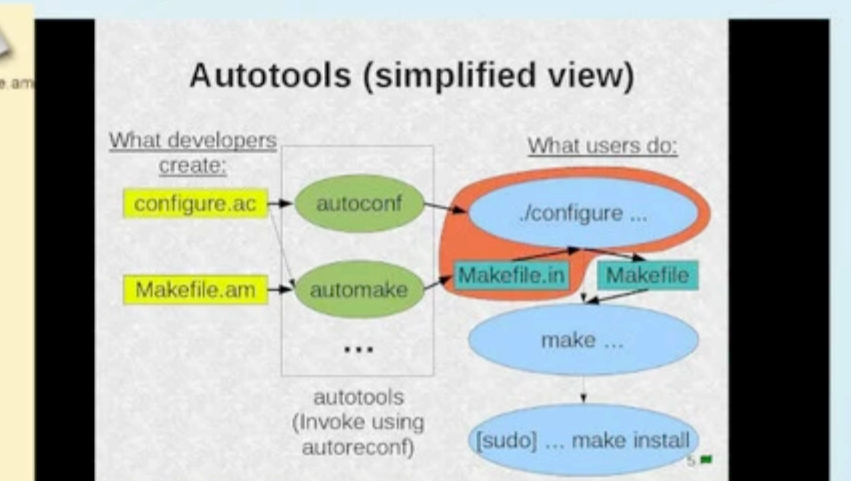 e.am
Autotools (simplified view)
What developers
create:
What users do:
configure.ac
autoconf
./configure ...
Makefile.am
automake
Makefile.in
Makefile
...
make ...
autotools
(Invoke using
autoreconf)
[sudo] ... make install
5